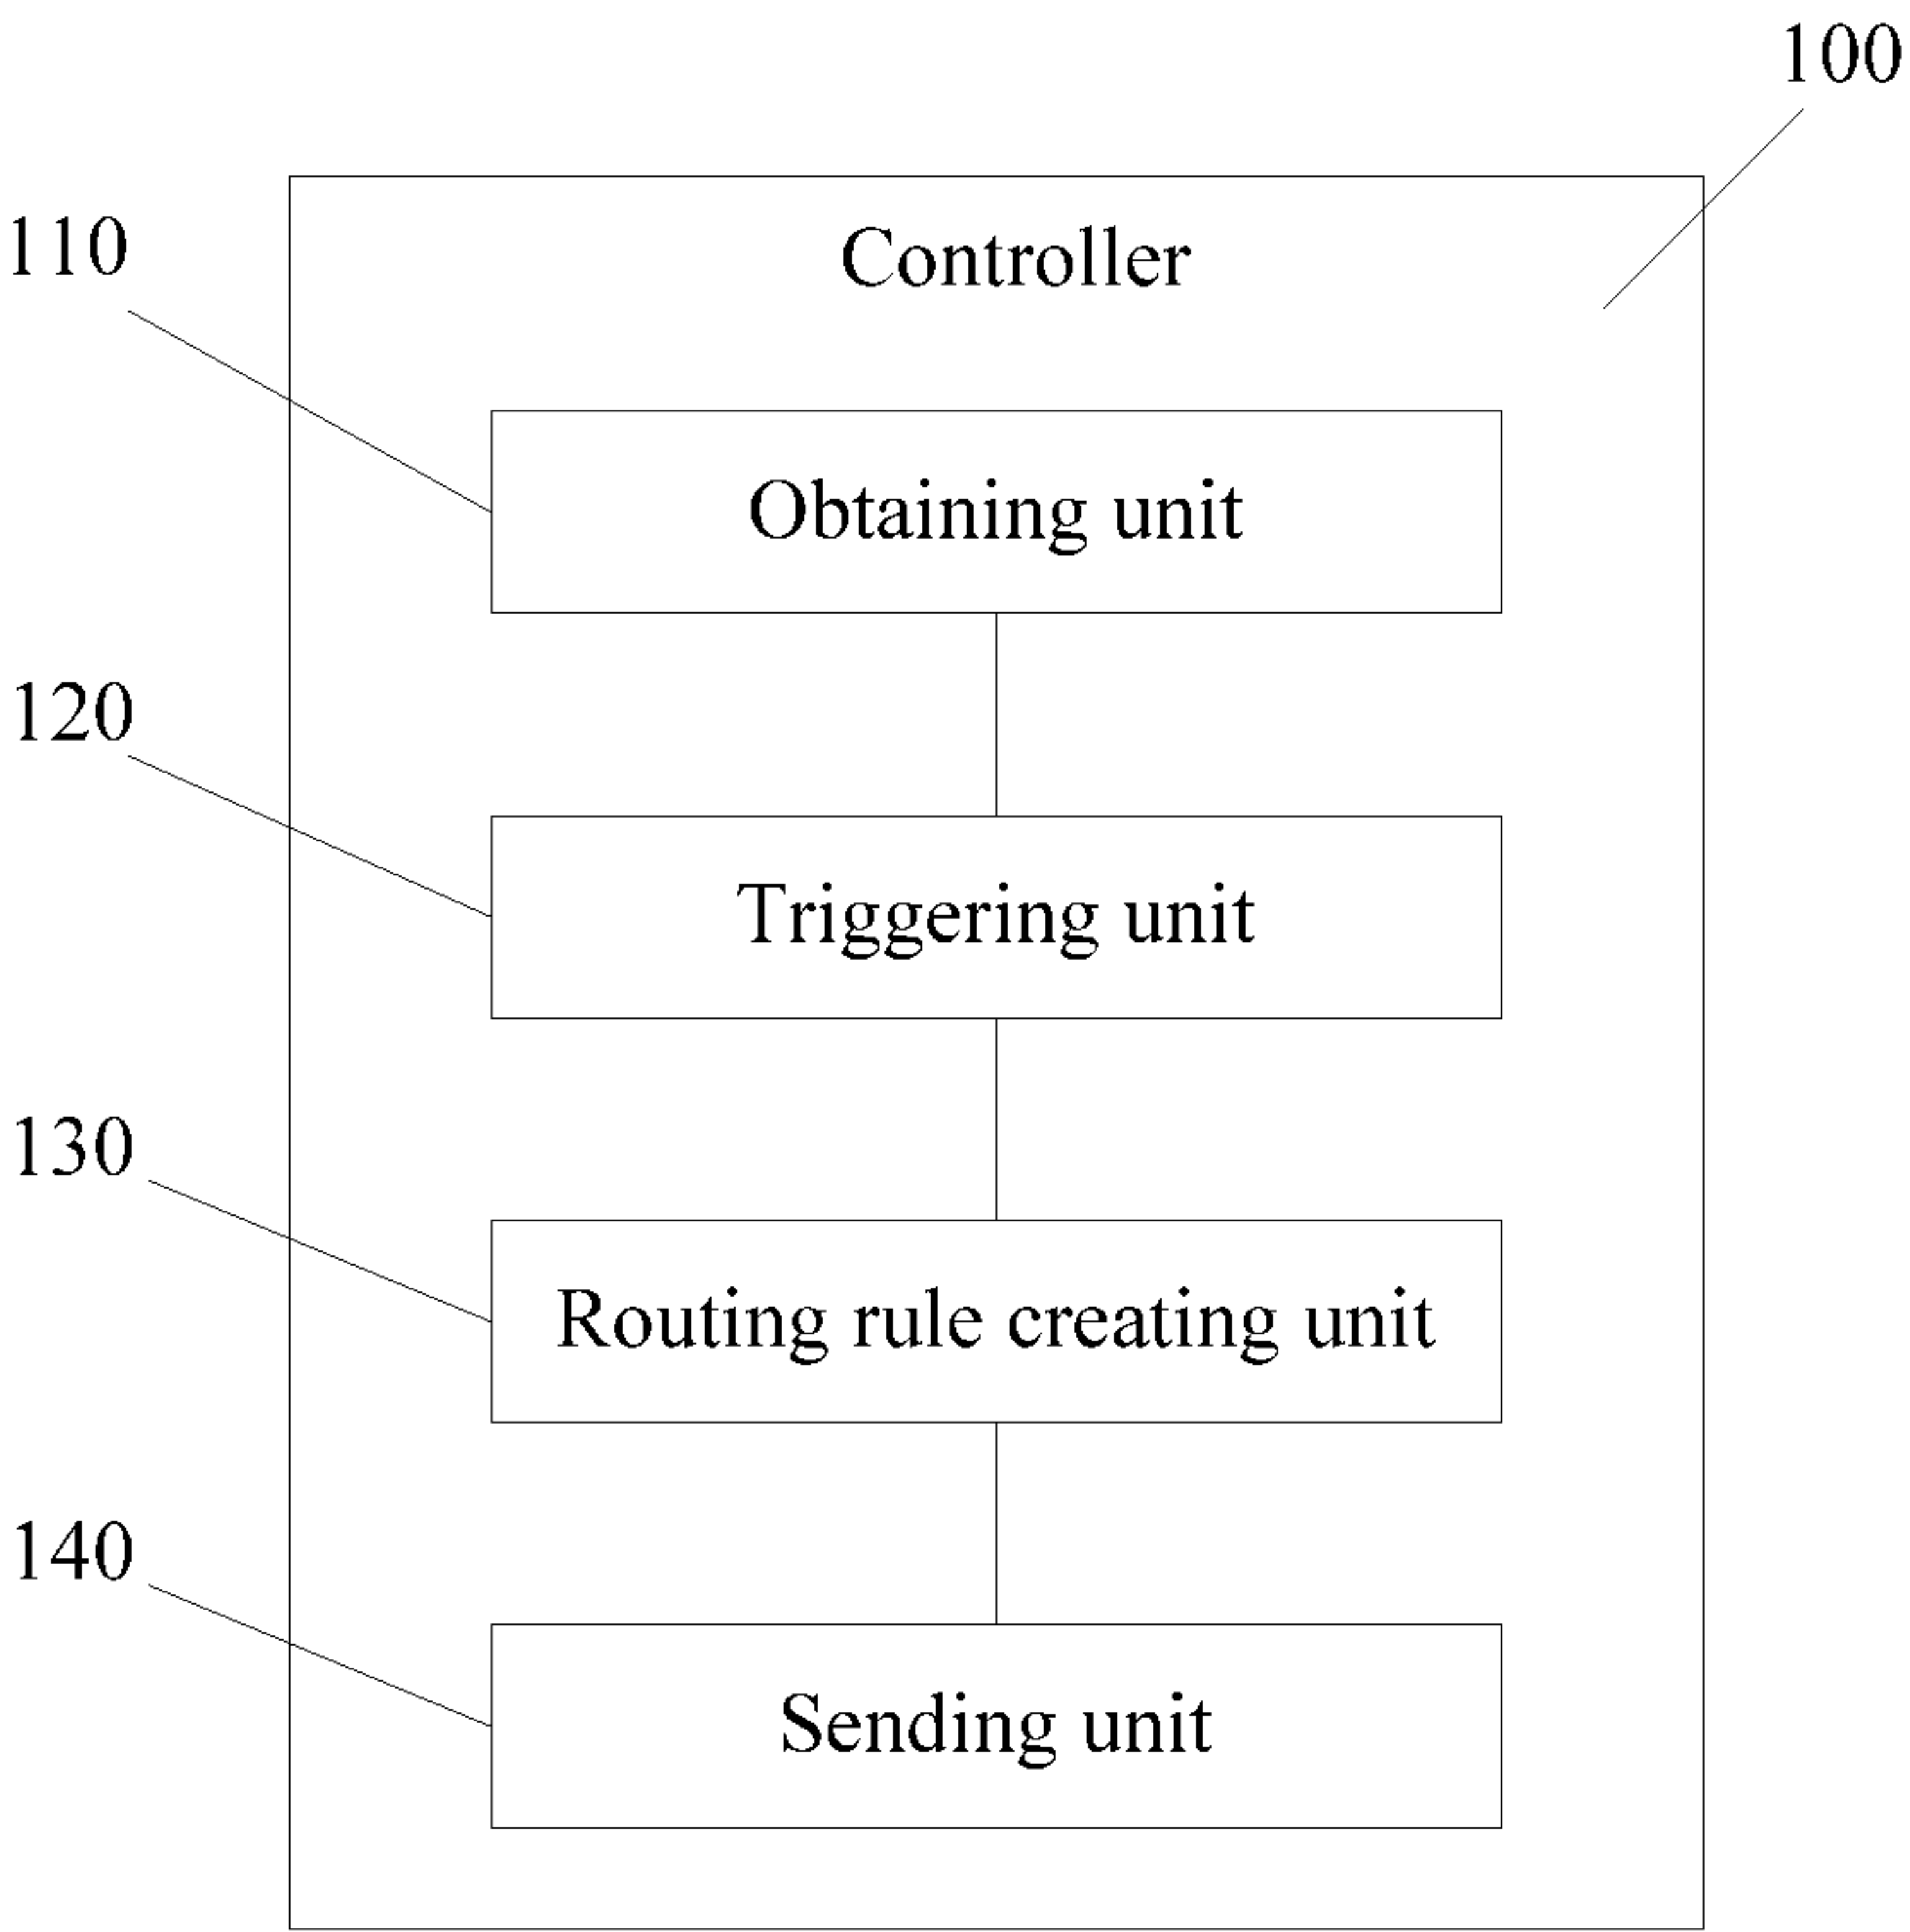 100
110
Controller
Obtaining unit
120
Triggering unit
130
Routing rule creating unit
140
Sending unit